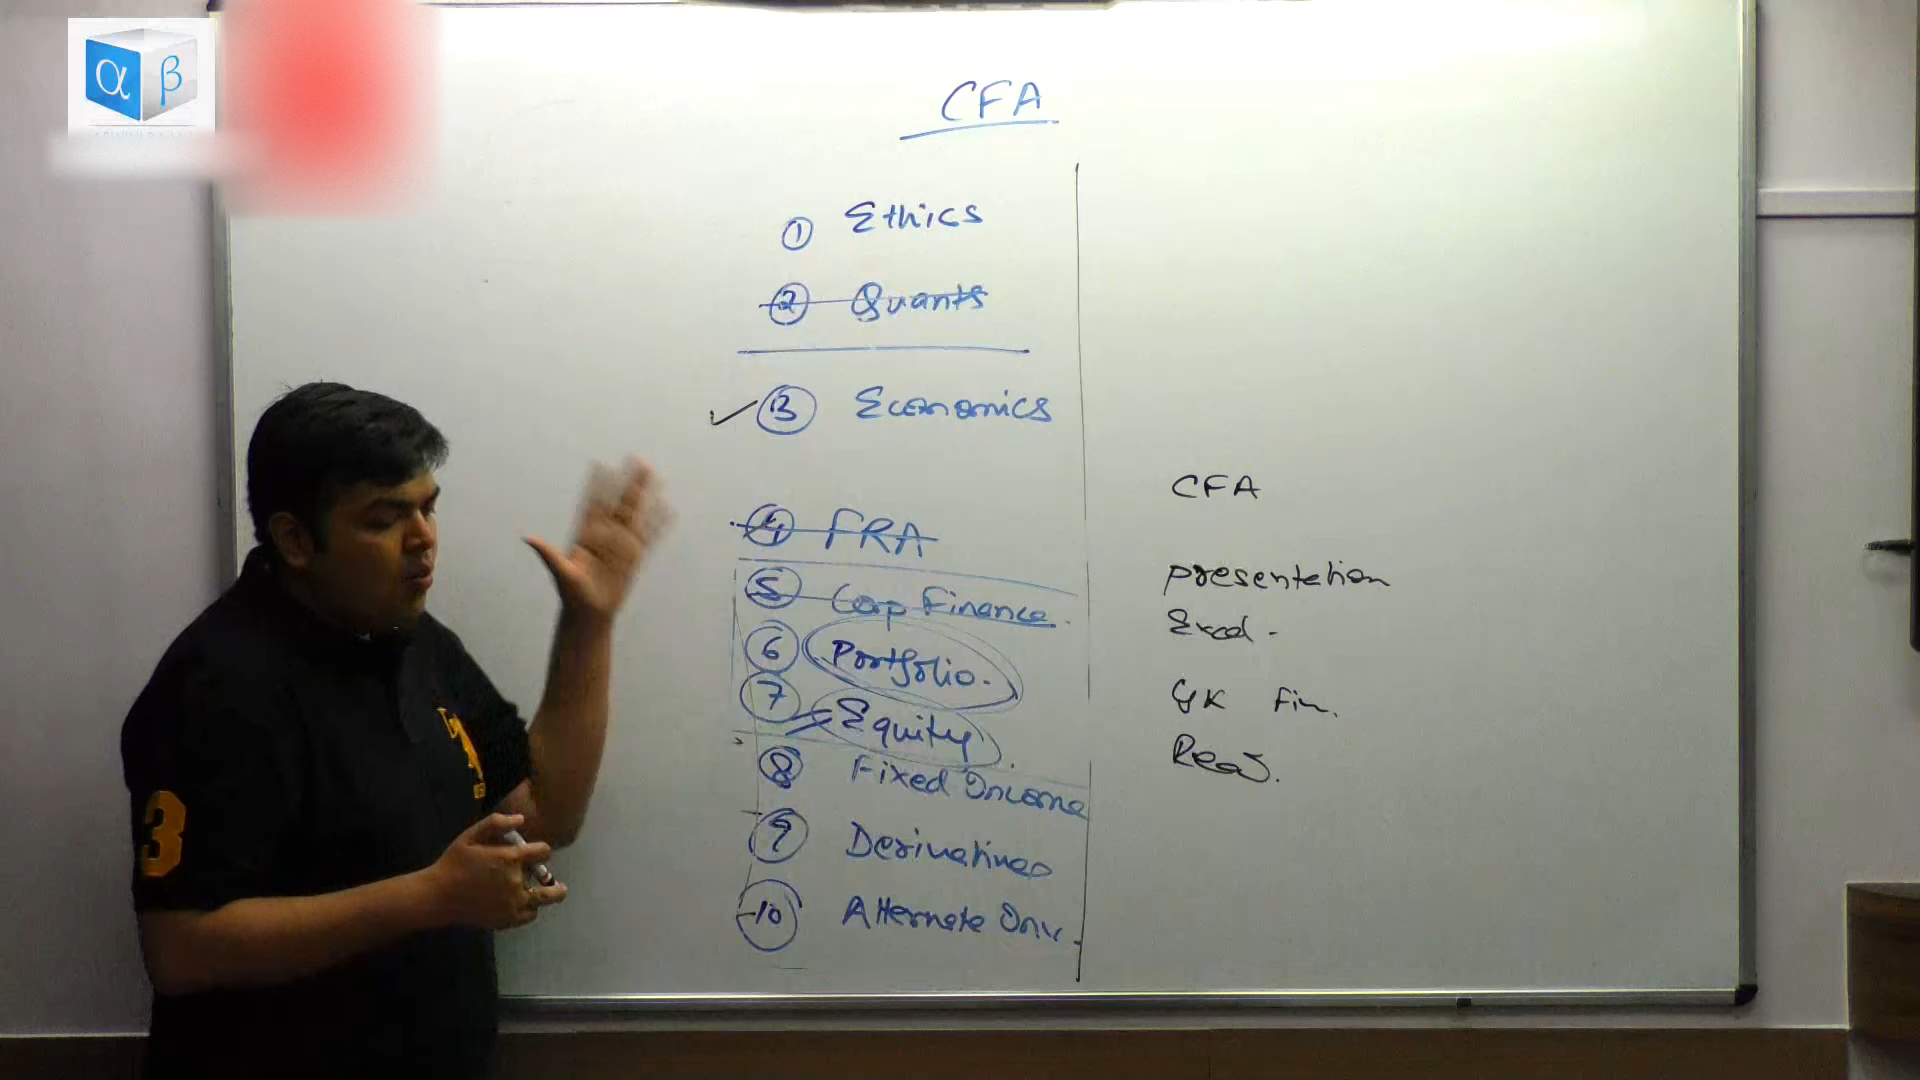 α β
CFA
① Ethics
② Quants
③ Economics
④ FRA
⑤ Corp Finance.
⑥ Portfolio.
⑦ Equity
⑧ Fixed Income
⑨ Derivatives
⑩ Alternate Inv.
CFA
presentation
Excel -
GK Fin.
Read.
3